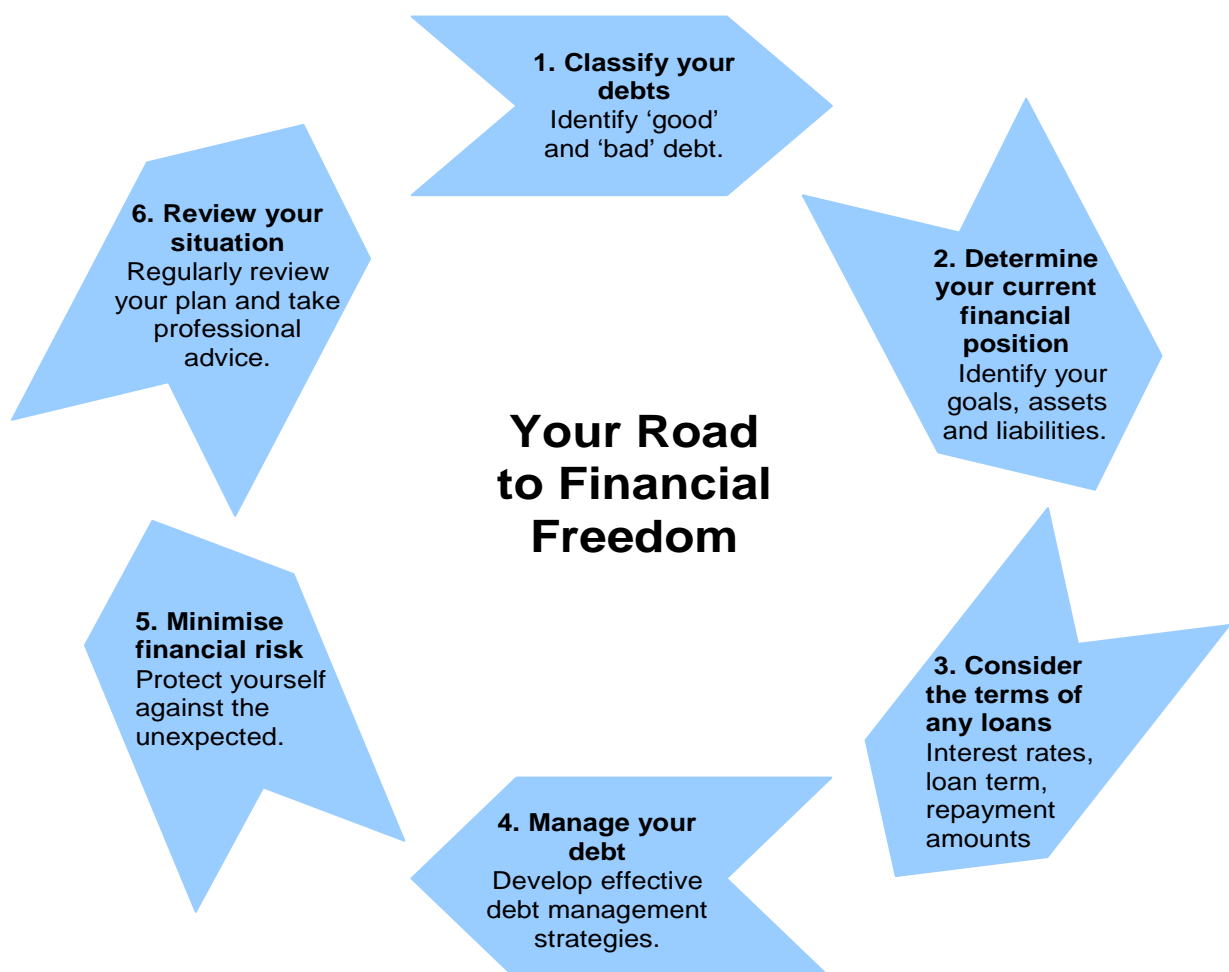 1. Classify your
debts
Identify ‘good’
and ‘bad’ debt.
2. Determine
your current
financial
position
Identify your
goals, assets
and liabilities.
3. Consider
the terms of
any loans
Interest rates,
loan term,
repayment
amounts
4. Manage your
debt
Develop effective
debt management
strategies.
5. Minimise
financial risk
Protect yourself
against the
unexpected.
6. Review your
situation
Regularly review
your plan and take
professional
advice.
Your Road
to Financial
Freedom